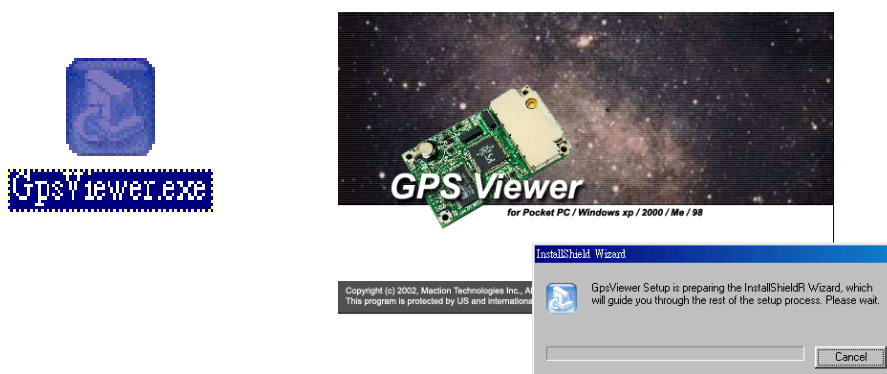 GpsViewer.exe
GPS Viewer
for Pocket PC / Windows xp / 2000 / Me / 98
Copyright (c) 2002, Maction Technologies Inc.,
This program is protected by US and internationa
InstallShield Wizard
GpsViewer Setup is preparing the InstallShieldR Wizard, which
will guide you through the rest of the setup process. Please wait.
Cancel